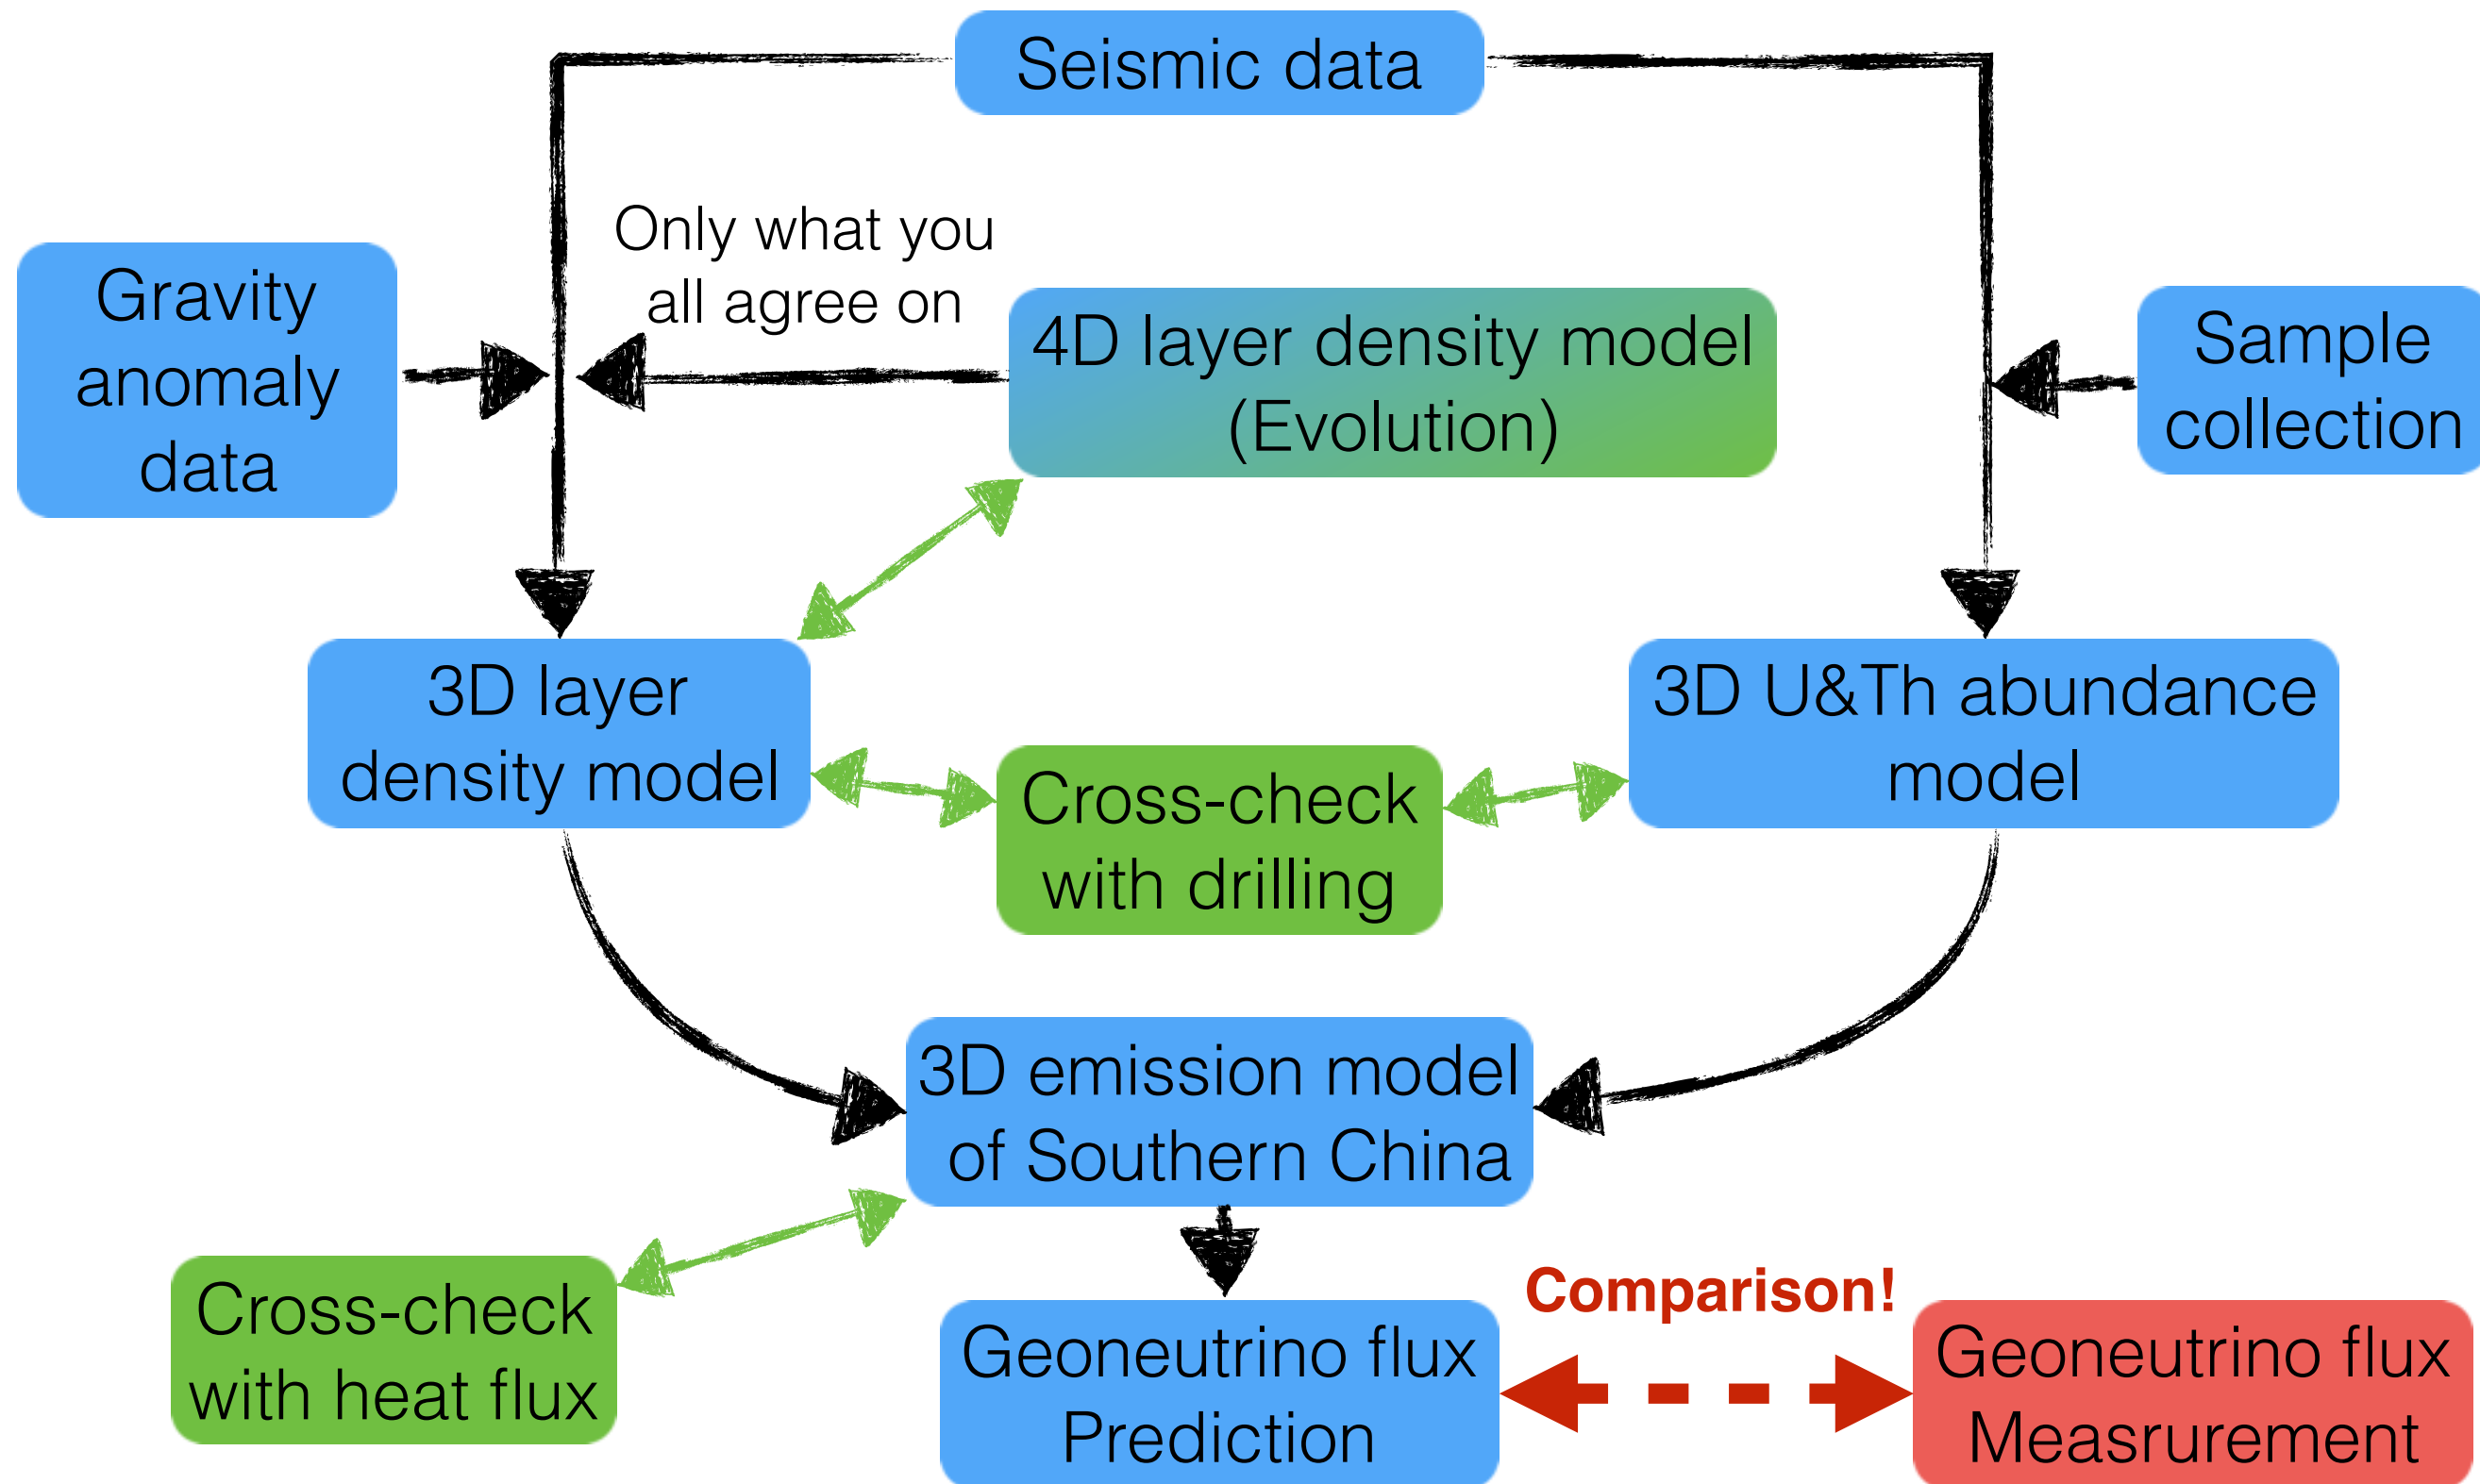 Seismic data
Only what you
all agree on
Gravity
anomaly
data
4D layer density model
(Evolution)
Sample
collection
3D layer
density model
3D U&Th abundance
model
Cross-check
with drilling
3D emission model
of Southern China
Cross-check
with heat flux
Comparison!
Geoneutrino flux
Prediction
Geoneutrino flux
Measrurement